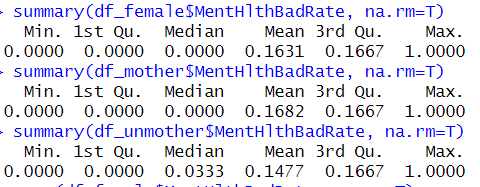 > summary(df_female$MentHlthBadRate, na.rm=T)
Min. 1st Qu. Median Mean 3rd Qu. Max.
0.0000 0.0000 0.0000 0.1631 0.1667 1.0000
> summary(df_mother$MentHlthBadRate, na.rm=T)
Min. 1st Qu. Median Mean 3rd Qu. Max.
0.0000 0.0000 0.0000 0.1682 0.1667 1.0000
> summary(df_unmother$MentHlthBadRate, na.rm=T)
Min. 1st Qu. Median Mean 3rd Qu. Max.
0.0000 0.0000 0.0333 0.1477 0.1667 1.0000